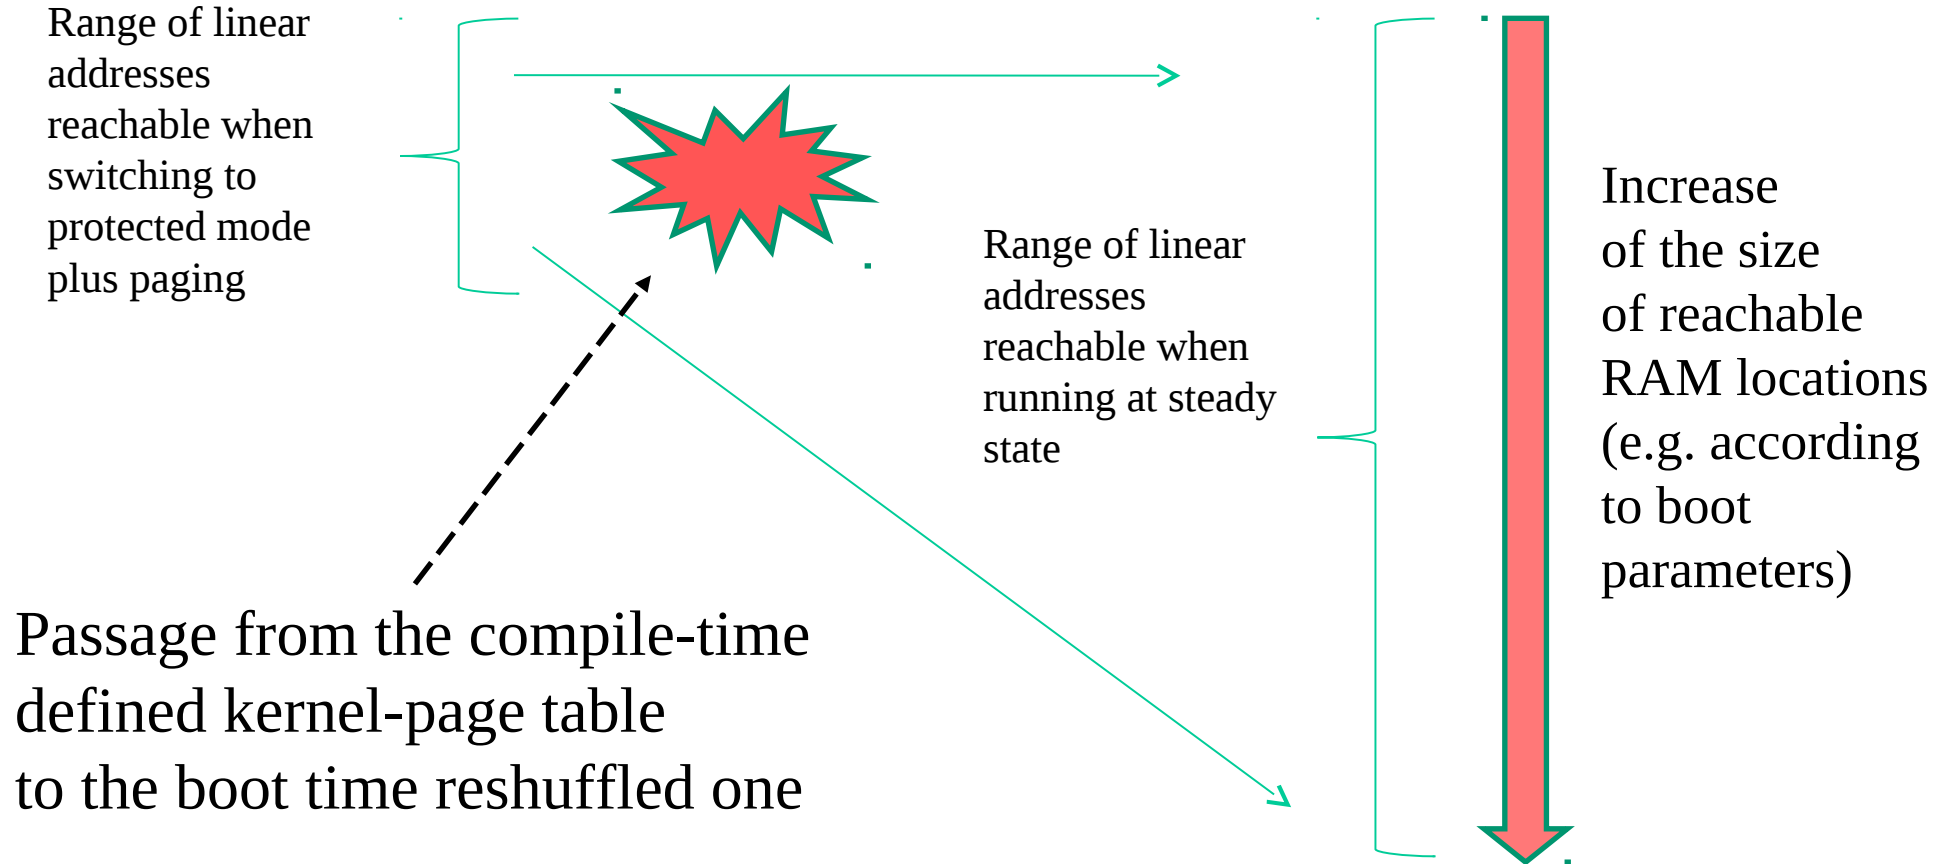 Range of linear
addresses
reachable when
switching to
protected mode
plus paging
Range of linear
addresses
reachable when
running at steady
state
Increase
of the size
of reachable
RAM locations
(e.g. according
to boot
parameters)
Passage from the compile-time
defined kernel-page table
to the boot time reshuffled one